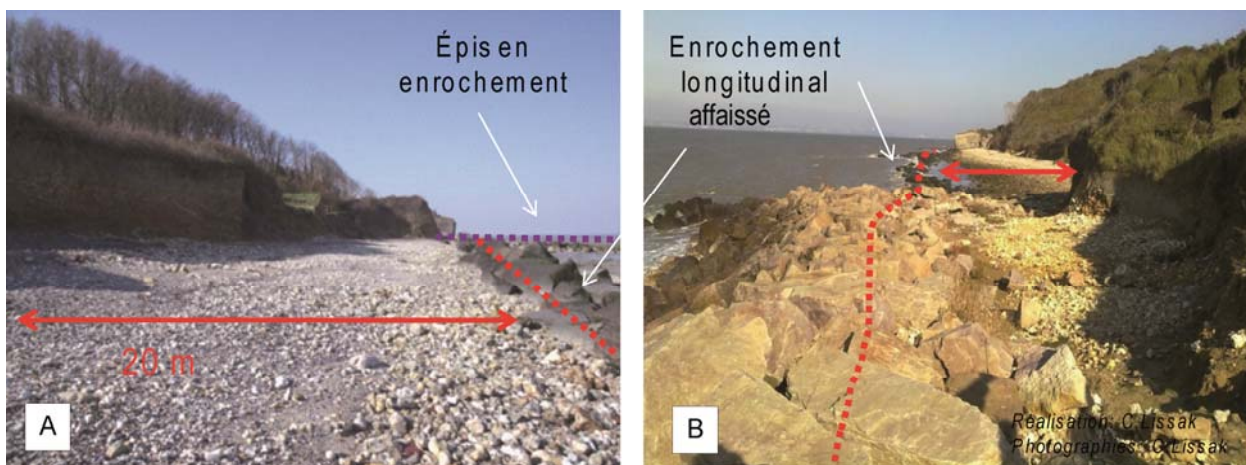 Épis en
enrochement
20 m
A
Enrochement
longitudinal
affaissé
B
Réalisation: C.Lissak
Photographies: C.Lissak